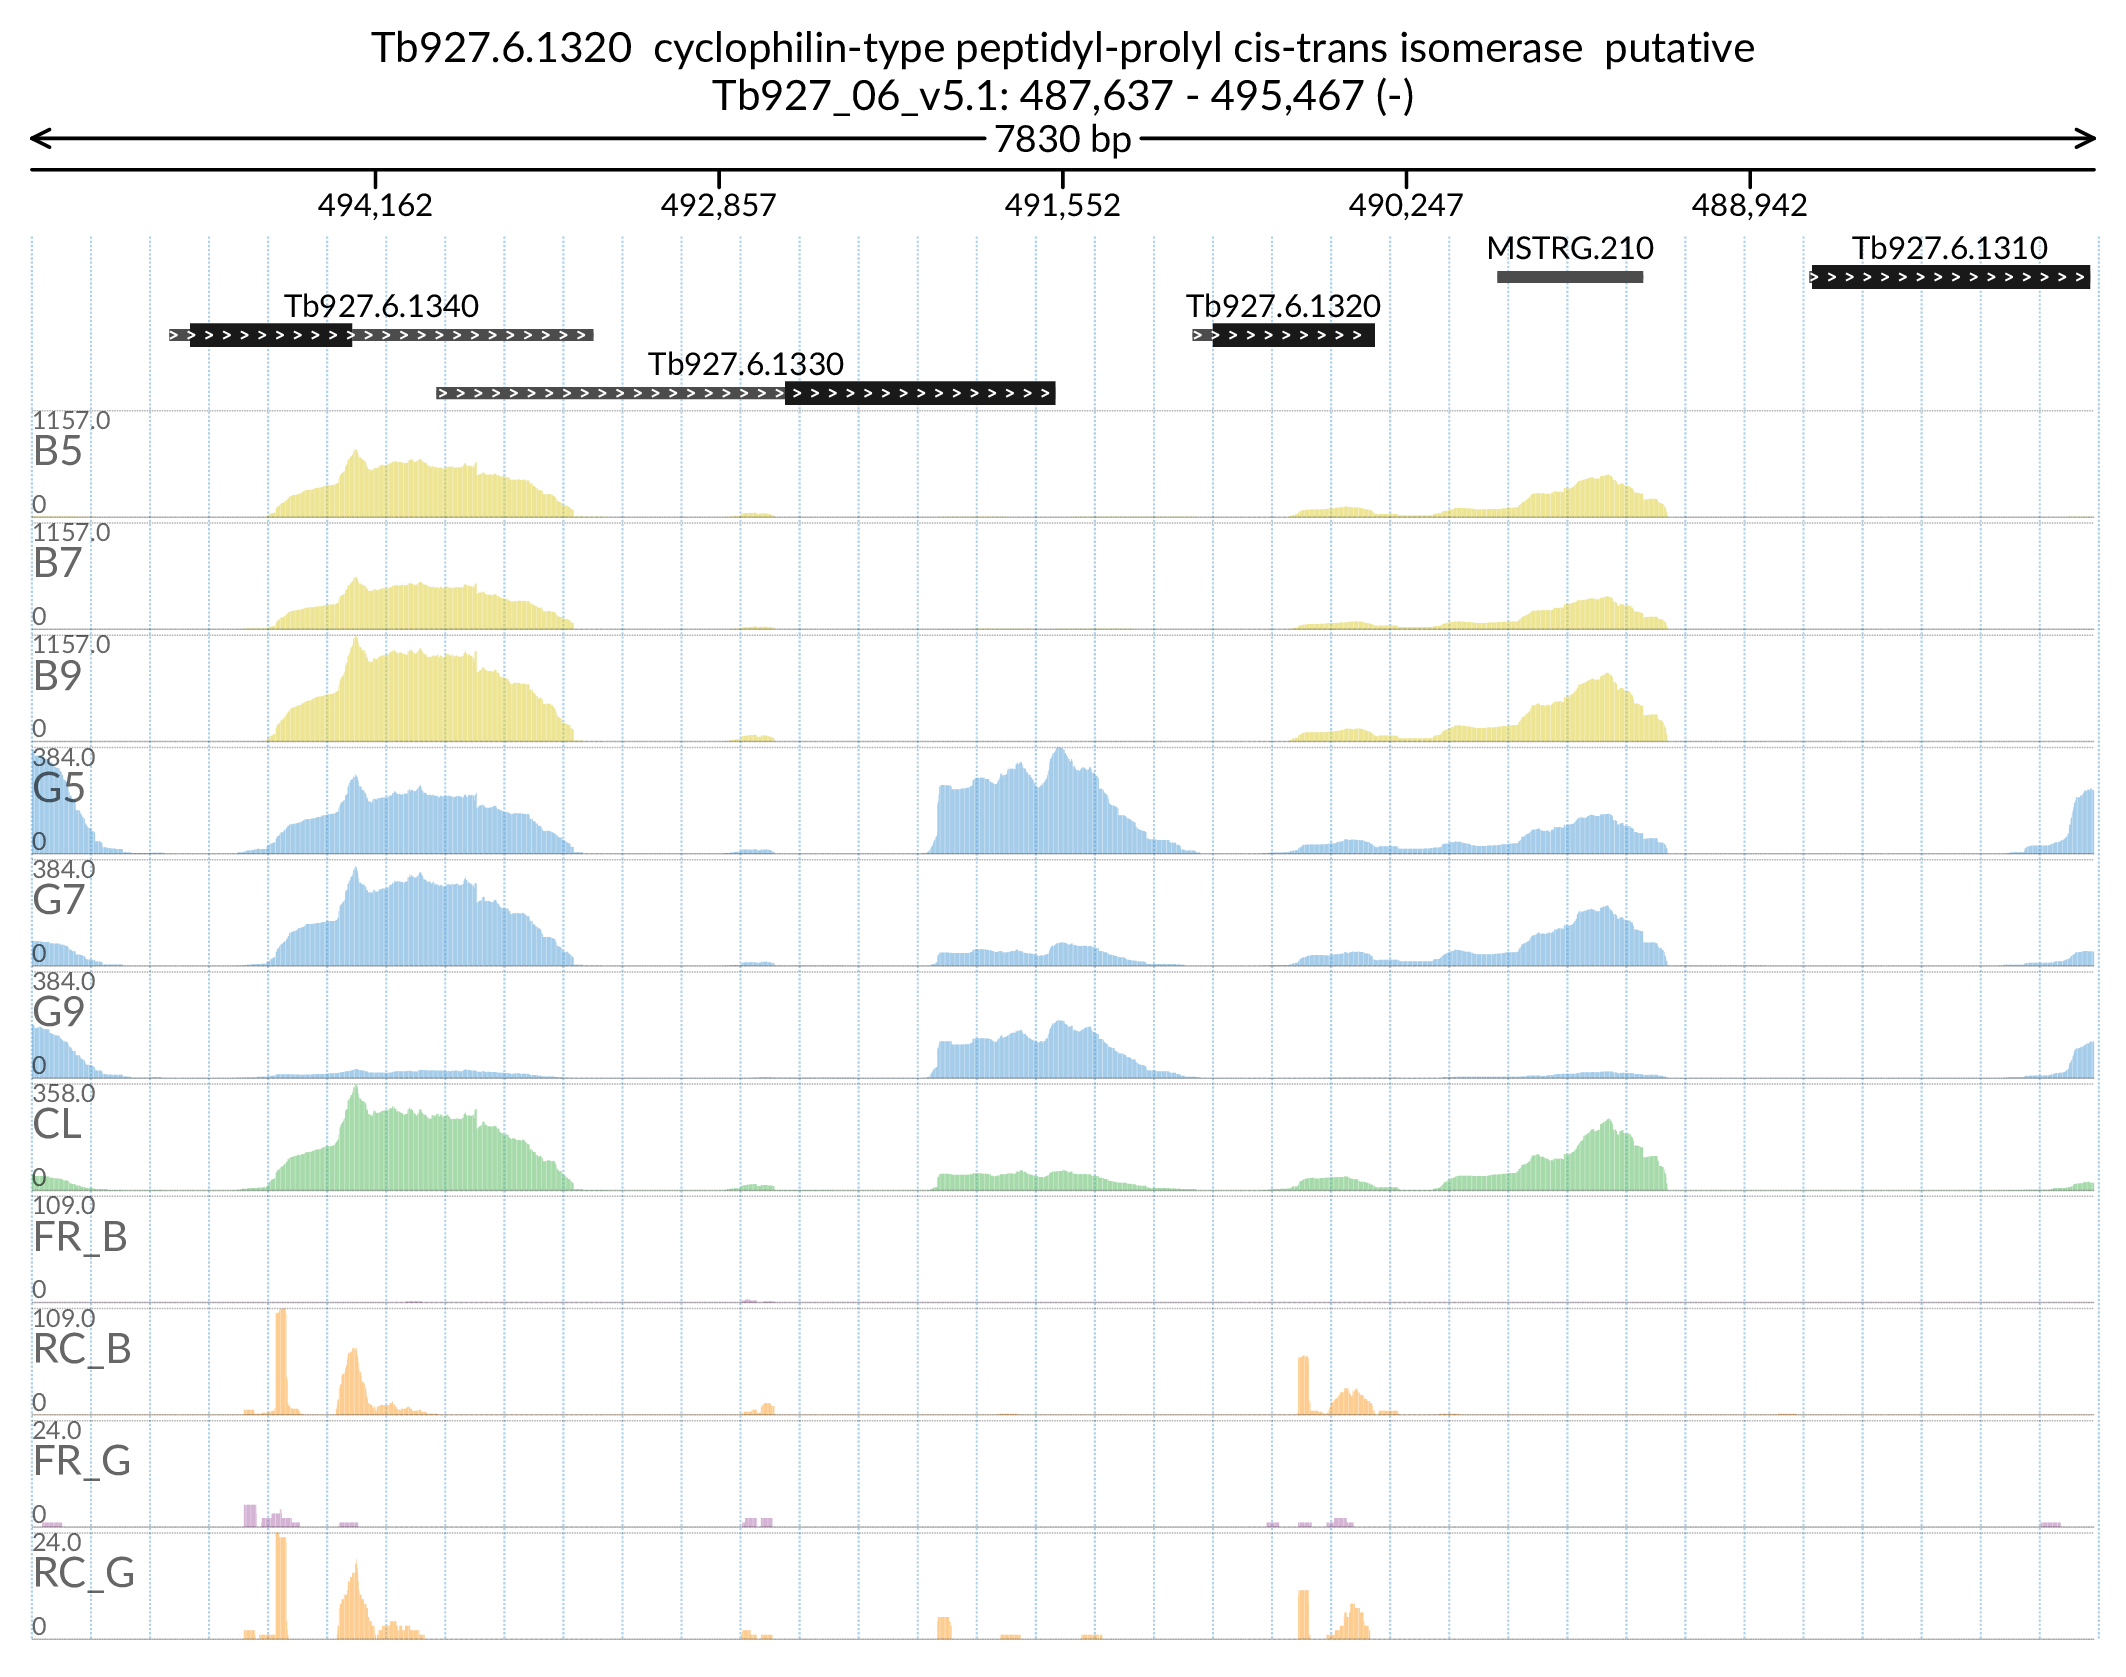 Tb927.6.1320  cyclophilin-type peptidyl-prolyl cis-trans isomerase  putative
Tb927_06_v5.1: 487,637 - 495,467 (-)
7830 bp
494,162 492,857 491,552 490,247 488,942
MSTRG.210 Tb927.6.1310
Tb927.6.1340 Tb927.6.1320
Tb927.6.1330
1157.0
B5
0
1157.0
B7
0
1157.0
B9
0
384.0
G5
0
384.0
G7
0
384.0
G9
0
358.0
CL
0
109.0
FR_B
0
109.0
RC_B
0
24.0
FR_G
0
24.0
RC_G
0